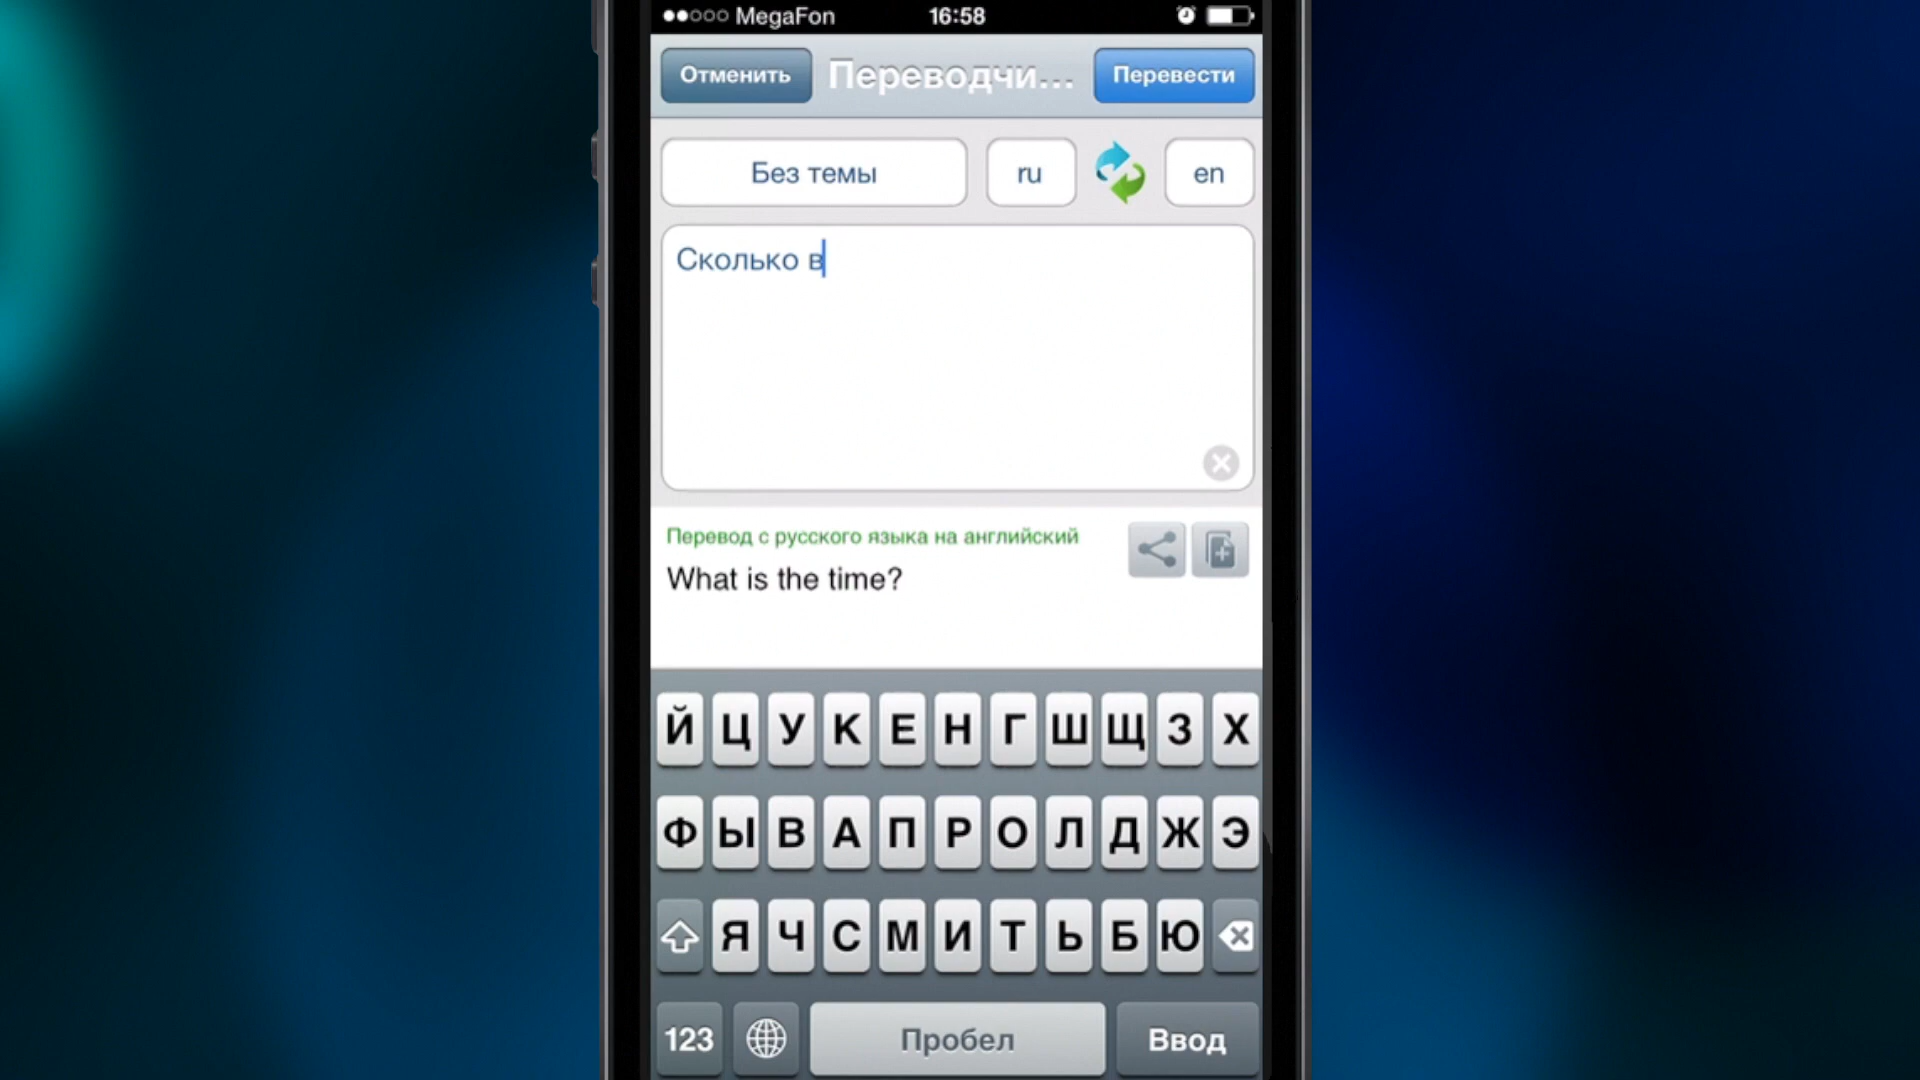 MegaFon 16:58
Отменить Переводчи... Перевести
Без темы ru en
Сколько в
Перевод с русского языка на английский
What is the time?
Й Ц У К Е Н Г Ш Щ З Х
Ф Ы В А П Р О Л Д Ж Э
Я Ч С М И Т Ь Б Ю
123 Пробел Ввод